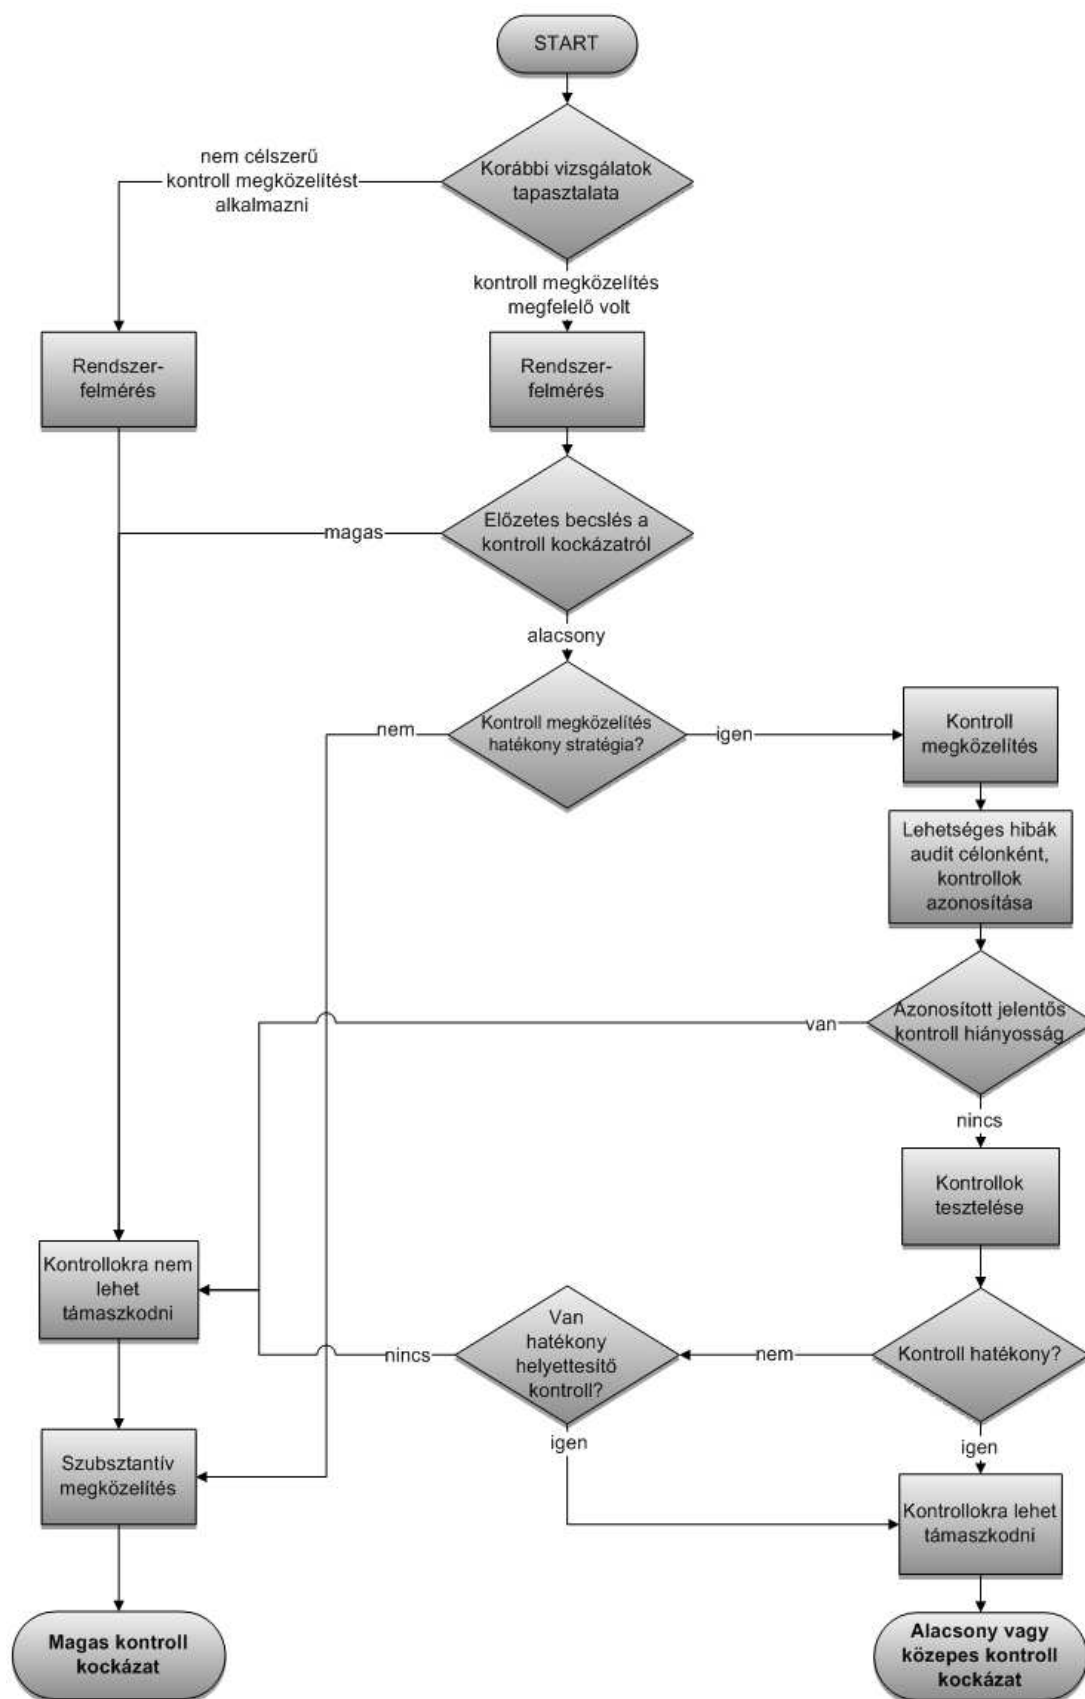 START
Korábbi vizsgálatok
tapasztalata
nem célszerű
kontroll megközelítést
alkalmazni
kontroll megközelítés
megfelelő volt
Rendszer-
felmérés
Rendszer-
felmérés
Előzetes becslés a
kontroll kockázatról
magas
alacsony
Kontroll megközelítés
hatékony stratégia?
nem
igen
Kontroll
megközelítés
Lehetséges hibák
audit célonként,
kontrollok
azonosítása
Azonosított jelentős
kontroll hiányosság
van
nincs
Kontrollok
tesztelése
Kontrollokra nem
lehet
támaszkodni
Van
hatékony
helyettesítő
kontroll?
nincs
nem
Kontroll hatékony?
igen
igen
Szubsztantív
megközelítés
Kontrollokra lehet
támaszkodni
Magas kontroll
kockázat
Alacsony vagy
közepes kontroll
kockázat